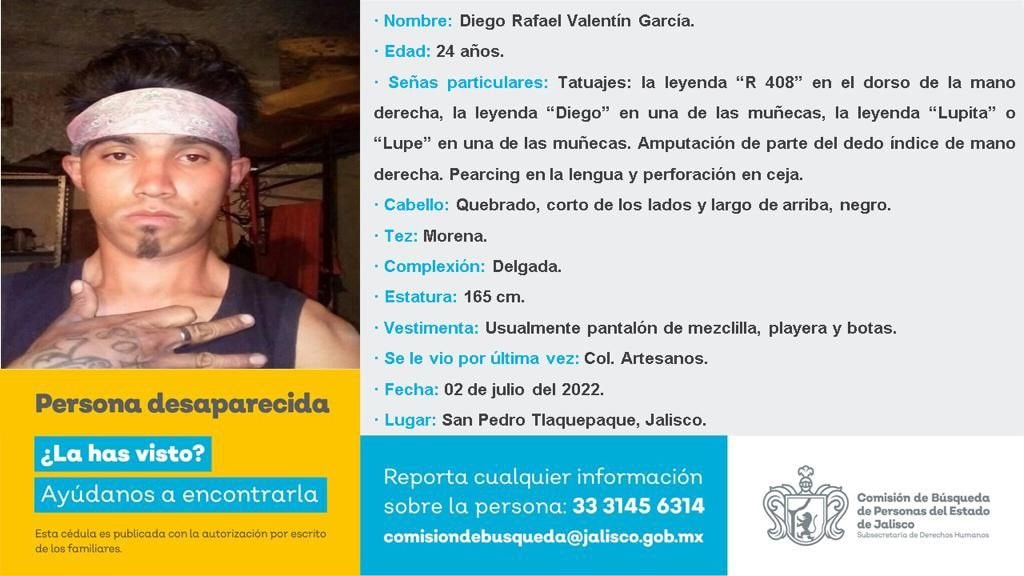 · Nombre: Diego Rafael Valentín García.
· Edad: 24 años.
· Señas particulares: Tatuajes: la leyenda “R 408” en el dorso de la mano
derecha, la leyenda “Diego” en una de las muñecas, la leyenda “Lupita” o
“Lupe” en una de las muñecas. Amputación de parte del dedo índice de mano
derecha. Pearcing en la lengua y perforación en ceja.
· Cabello: Quebrado, corto de los lados y largo de arriba, negro.
· Tez: Morena.
· Complexión: Delgada.
· Estatura: 165 cm.
· Vestimenta: Usualmente pantalón de mezclilla, playera y botas.
· Se le vio por última vez: Col. Artesanos.
· Fecha: 02 de julio del 2022.
· Lugar: San Pedro Tlaquepaque, Jalisco.
Persona desaparecida
¿La has visto?
Ayúdanos a encontrarla
Esta cédula es publicada con la autorización por escrito
de los familiares.
Reporta cualquier información
sobre la persona: 33 3145 6314
comisiondebusqueda@jalisco.gob.mx
Comisión de Búsqueda
de Personas del Estado
de Jalisco
Subsecretaría de Derechos Humanos